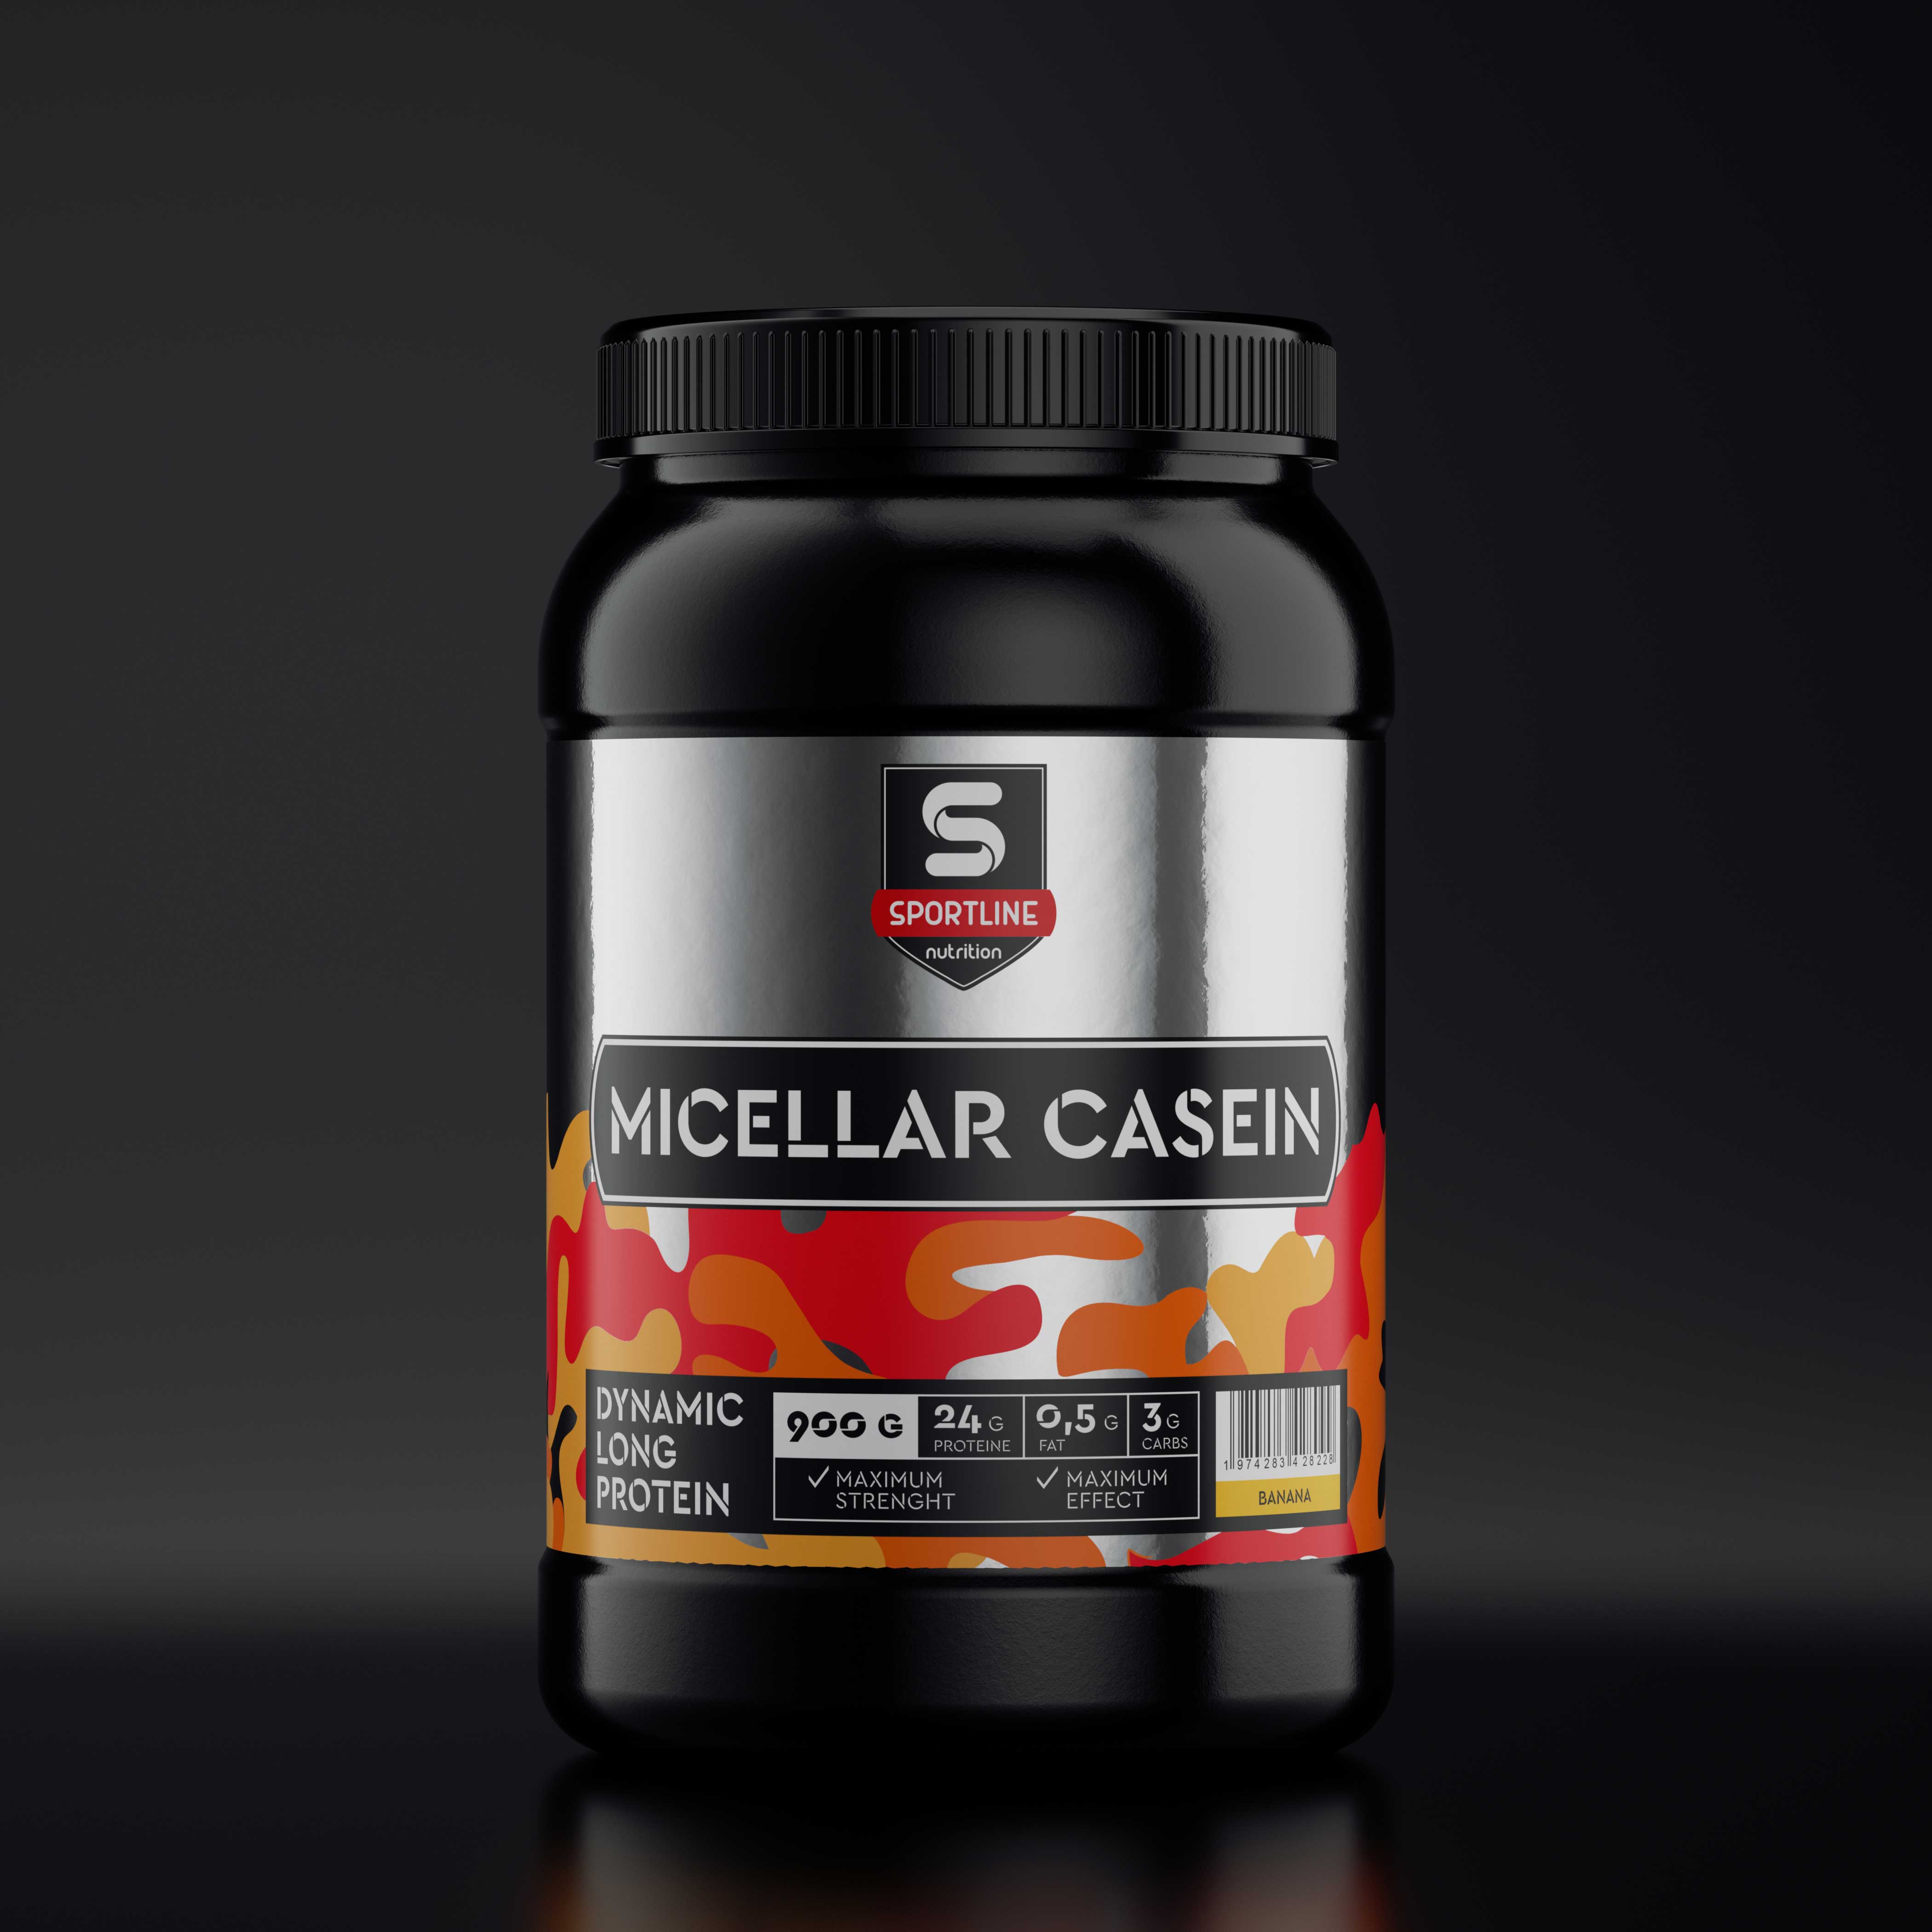 S
SPORTLINE
nutrition
MICELLAR CASEIN
DYNAMIC
LONG
PROTEIN
900 G
24 G
PROTEINE
0,5 G
FAT
3 G
CARBS
✓ MAXIMUM
STRENGHT
✓ MAXIMUM
EFFECT
1 974283 428228
BANANA